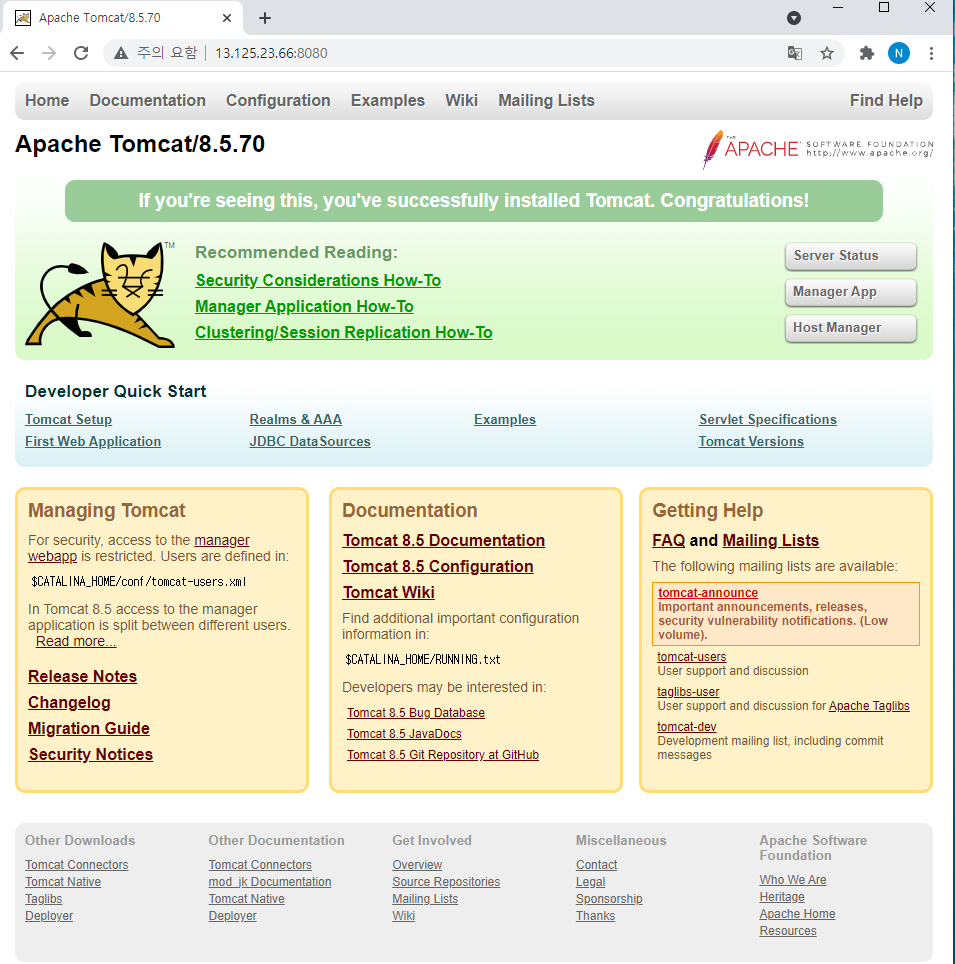 Apache Tomcat/8.5.70
주의 요함 13.125.23.66:8080
N
Home Documentation Configuration Examples Wiki Mailing Lists Find Help
Apache Tomcat/8.5.70
THE APACHE SOFTWARE FOUNDATION
http://www.apache.org/
If you're seeing this, you've successfully installed Tomcat. Congratulations!
TM
Recommended Reading:
Security Considerations How-To
Manager Application How-To
Clustering/Session Replication How-To
Server Status
Manager App
Host Manager
Developer Quick Start
Tomcat Setup
First Web Application
Realms & AAA
JDBC DataSources
Examples
Servlet Specifications
Tomcat Versions
Managing Tomcat
For security, access to the manager
webapp is restricted. Users are defined in:
$CATALINA_HOME/conf/tomcat-users.xml
In Tomcat 8.5 access to the manager
application is split between different users.
Read more...
Release Notes
Changelog
Migration Guide
Security Notices
Documentation
Tomcat 8.5 Documentation
Tomcat 8.5 Configuration
Tomcat Wiki
Find additional important configuration
information in:
$CATALINA_HOME/RUNNING.txt
Developers may be interested in:
Tomcat 8.5 Bug Database
Tomcat 8.5 JavaDocs
Tomcat 8.5 Git Repository at GitHub
Getting Help
FAQ and Mailing Lists
The following mailing lists are available:
tomcat-announce
Important announcements, releases,
security vulnerability notifications. (Low
volume).
tomcat-users
User support and discussion
taglibs-user
User support and discussion for Apache Taglibs
tomcat-dev
Development mailing list, including commit
messages
Other Downloads
Tomcat Connectors
Tomcat Native
Taglibs
Deployer
Other Documentation
Tomcat Connectors
mod_jk Documentation
Tomcat Native
Deployer
Get Involved
Overview
Source Repositories
Mailing Lists
Wiki
Miscellaneous
Contact
Legal
Sponsorship
Thanks
Apache Software
Foundation
Who We Are
Heritage
Apache Home
Resources